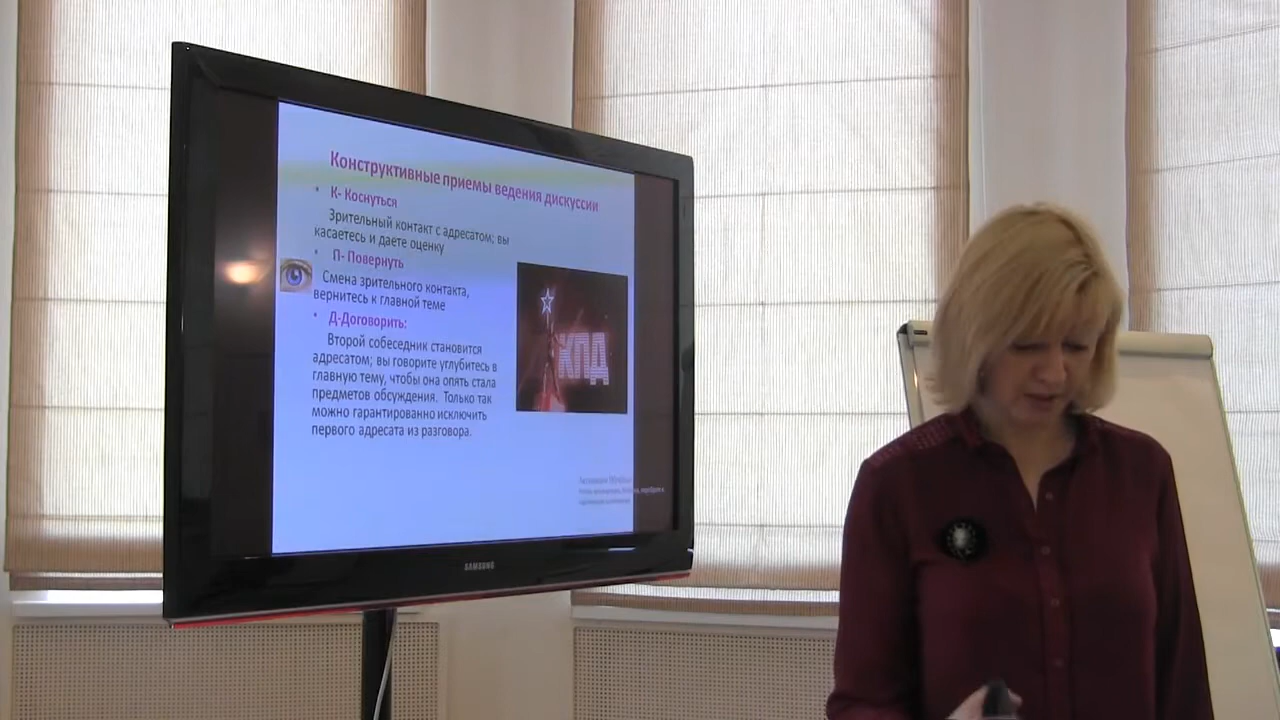 Конструктивные приемы ведения дискуссии
• К- Коснуться
Зрительный контакт с адресатом; вы
касаетесь и даете оценку
• П- Повернуть
Смена зрительного контакта,
вернитесь к главной теме
• Д-Договорить:
Второй собеседник становится
адресатом; вы говорите углубитесь в
главную тему, чтобы она опять стала
предметов обсуждения. Только так
можно гарантированно исключить
первого адресата из разговора.
КПД
Активация Windows
SAMSUNG